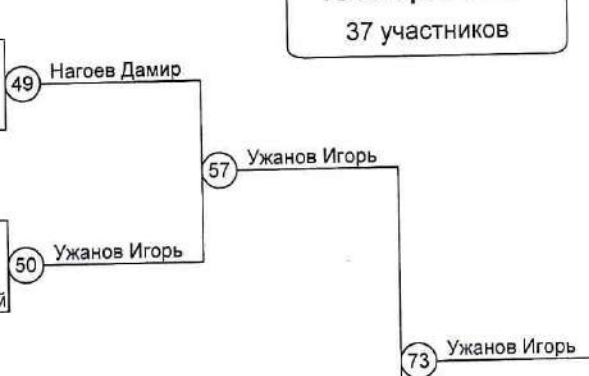 37 участников
49 Нагоев Дамир
57 Ужанов Игорь
50 Ужанов Игорь
й
73 Ужанов Игорь